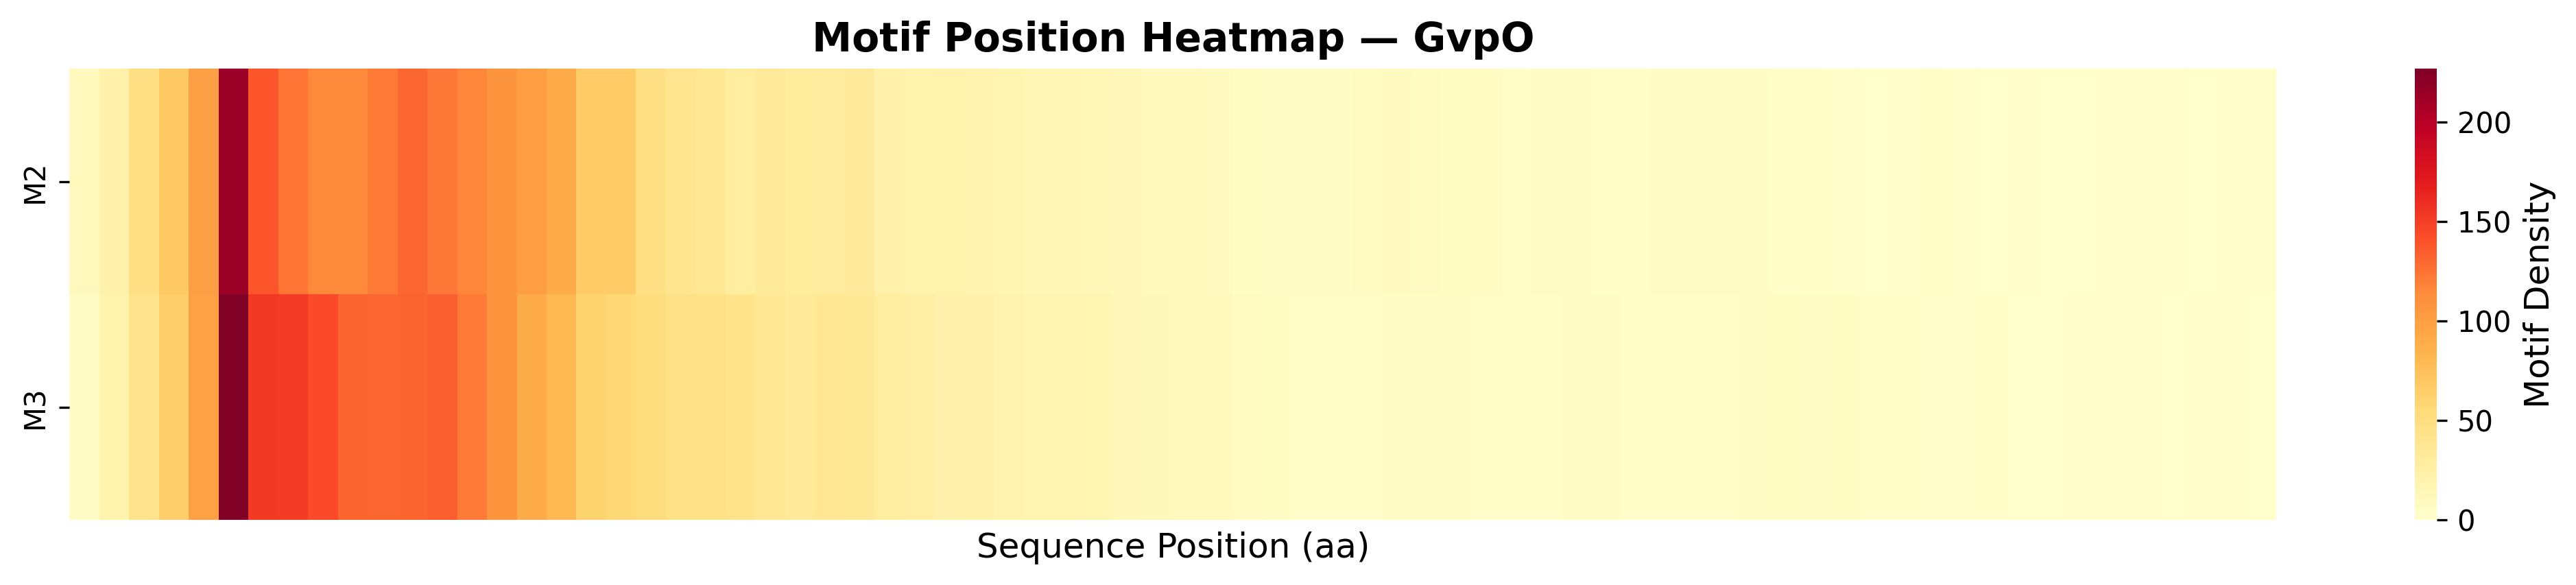 Motif Position Heatmap — GvpO
M2
M3
Sequence Position (aa)
200
150
100
50
0
Motif Density